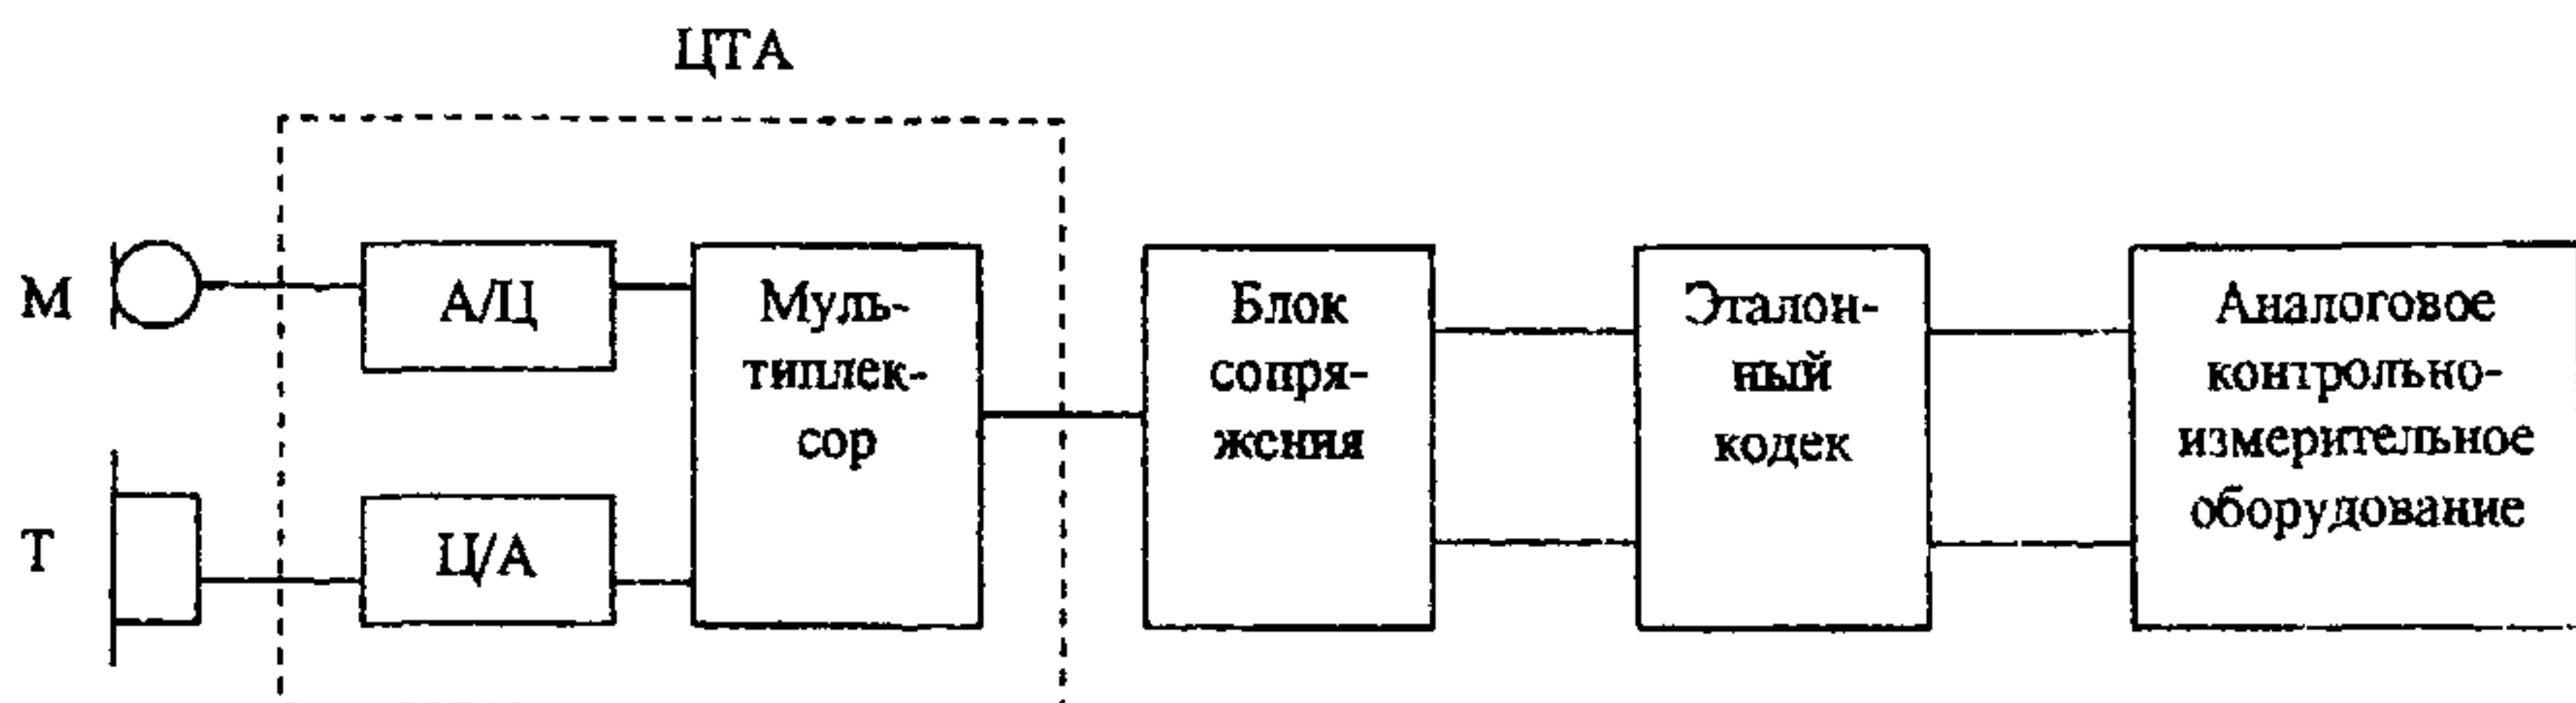 ЦТА
М
А/Ц
Т
Ц/А
Муль-
типлек-
сор
Блок
сопря-
жения
Эталон-
ный
кодек
Аналоговое
контрольно-
измерительное
оборудование